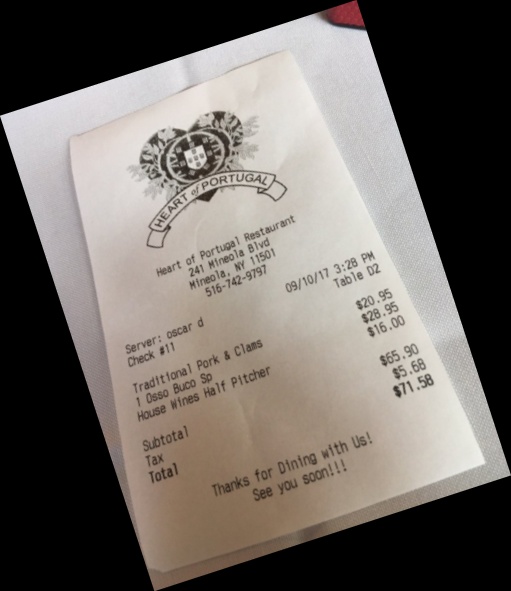 HEART of PORTUGAL
Heart of Portugal Restaurant
241 Mineola Blvd
Mineola, NY 11501
516-742-9797
09/10/17 3:28 PM
Table D2
Server: oscar d
Check #11
Traditional Pork & Clams $20.95
1 Osso Buco Sp $28.95
House Wines Half Pitcher $16.00
Subtotal $65.90
Tax $5.68
Total $71.58
Thanks for Dining with Us!
See you soon!!!